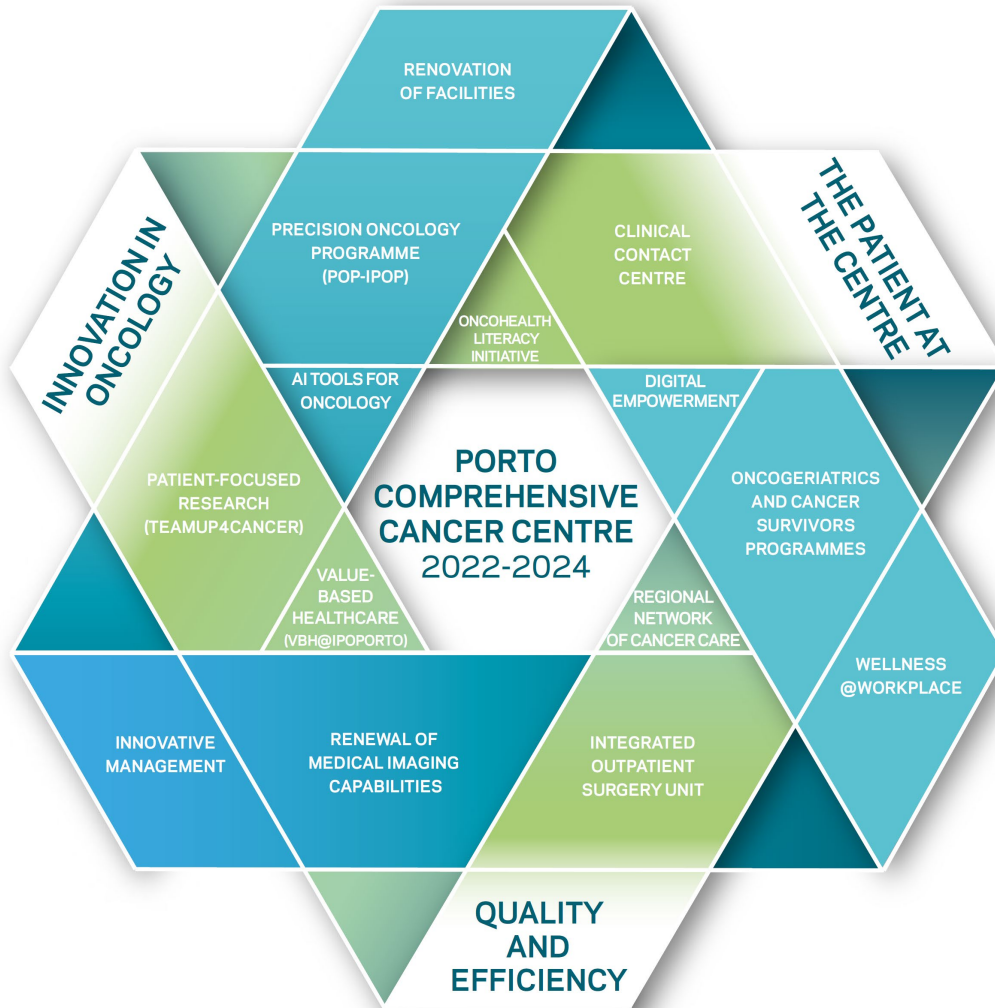 RENOVATION
OF FACILITIES
INNOVATION IN
ONCOLOGY
PRECISION ONCOLOGY
PROGRAMME
(POP-IPOP)
CLINICAL
CONTACT
CENTRE
THE PATIENT AT
THE CENTRE
ONCOHEALTH
LITERACY
INITIATIVE
AI TOOLS FOR
ONCOLOGY
DIGITAL
EMPOWERMENT
PATIENT-FOCUSED
RESEARCH
(TEAMUP4CANCER)
PORTO
COMPREHENSIVE
CANCER CENTRE
2022-2024
ONCOGERIATRICS
AND CANCER
SURVIVORS
PROGRAMMES
VALUE-
BASED
HEALTHCARE
(VBH@IPOPORTO)
REGIONAL
NETWORK
OF CANCER CARE
WELLNESS
@WORKPLACE
INNOVATIVE
MANAGEMENT
RENEWAL OF
MEDICAL IMAGING
CAPABILITIES
INTEGRATED
OUTPATIENT
SURGERY UNIT
QUALITY
AND
EFFICIENCY